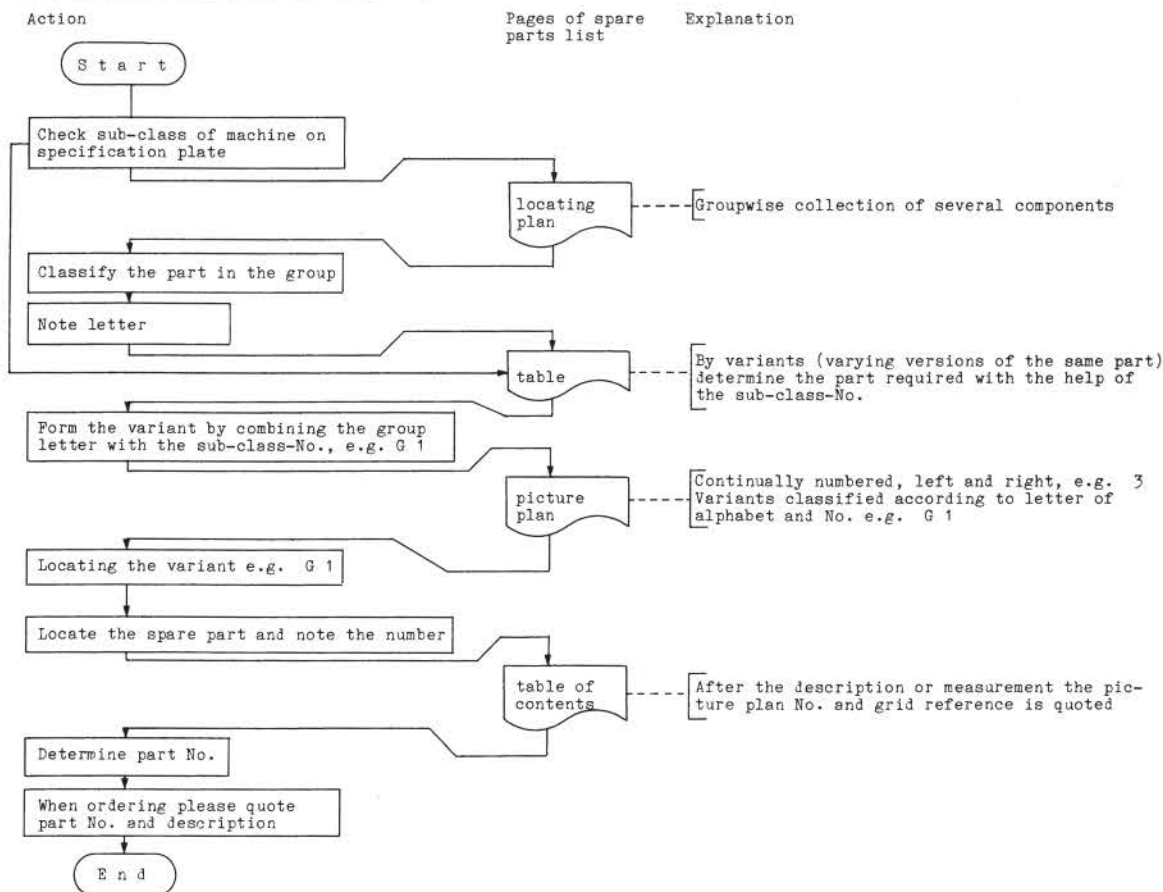 Action
Pages of spare
parts list
Explanation
S t a r t
Check sub-class of machine on
specification plate
locating
plan
Groupwise collection of several components
Classify the part in the group
Note letter
table
By variants (varying versions of the same part)
determine the part required with the help of
the sub-class-No.
Form the variant by combining the group
letter with the sub-class-No., e.g. G 1
picture
plan
Continually numbered, left and right, e.g. 3
Variants classified according to letter of
alphabet and No. e.g. G 1
Locating the variant e.g. G 1
Locate the spare part and note the number
table of
contents
After the description or measurement the pic-
ture plan No. and grid reference is quoted
Determine part No.
When ordering please quote
part No. and description
E n d